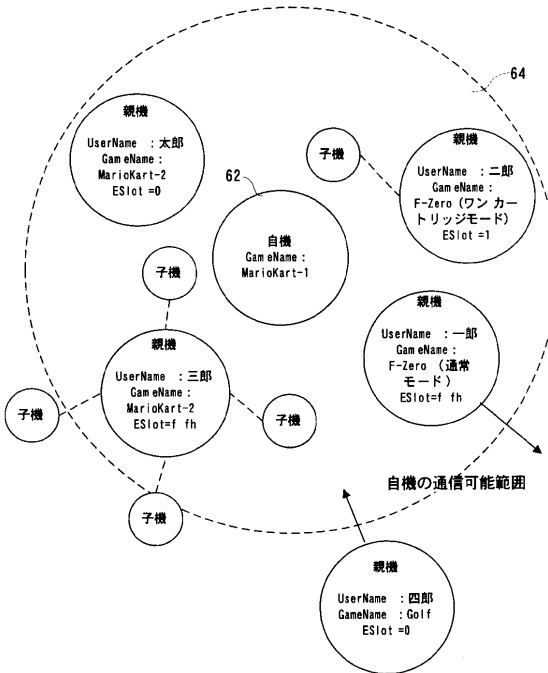 64
親機
UserName : 太郎
GameName :
MarioKart-2
ESlot =0
子機
親機
UserName : 二郎
GameName :
F-Zero (ワン カー
トリッジモード)
ESlot =1
62
自機
GameName :
MarioKart-1
子機
親機
UserName : 一郎
GameName :
F-Zero (通常
モード)
ESlot=f fh
親機
UserName : 三郎
GameName :
MarioKart-2
ESlot=f fh
子機
子機
子機
自機の通信可能範囲
親機
UserName : 四郎
GameName : Golf
ESlot =0